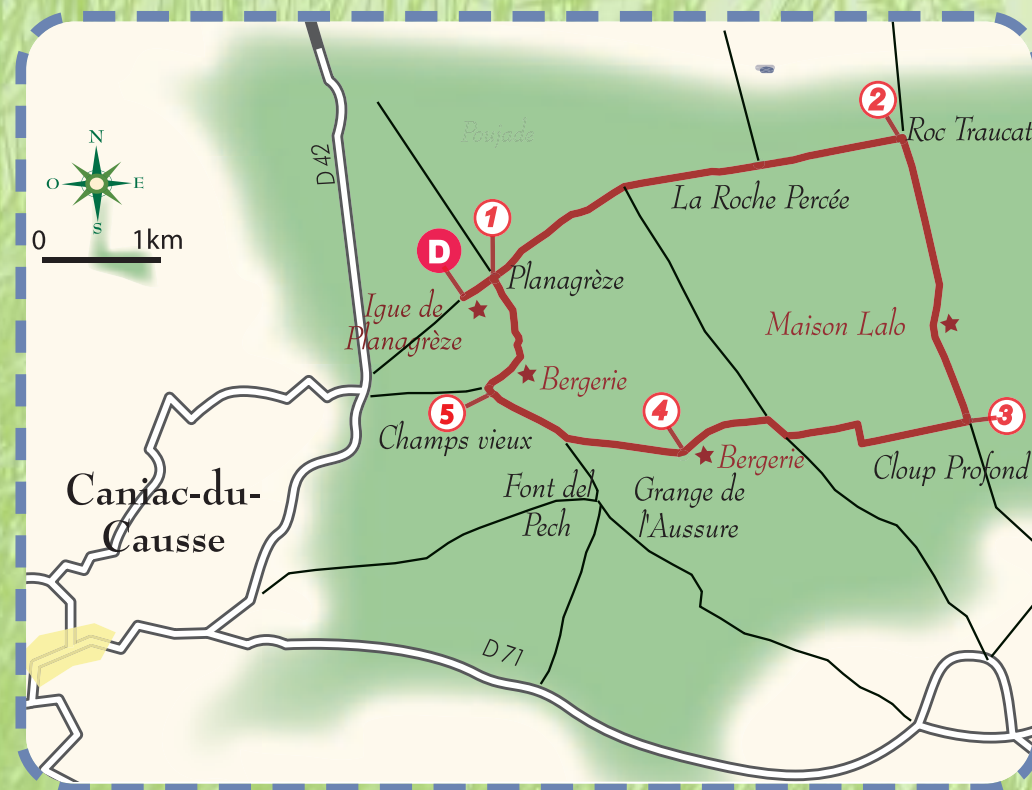 N
O
E
S
0
1km
D 42
Poujade
2
Roc Traucat
La Roche Percée
1
D
Planagrèze
Igue de
Planagrèze
Maison Lalo
Bergerie
5
Champs vieux
4
Bergerie
3
Cloup Profond
Caniac-du-
Causse
Font del
Pech
Grange de
l'Aussure
D 71